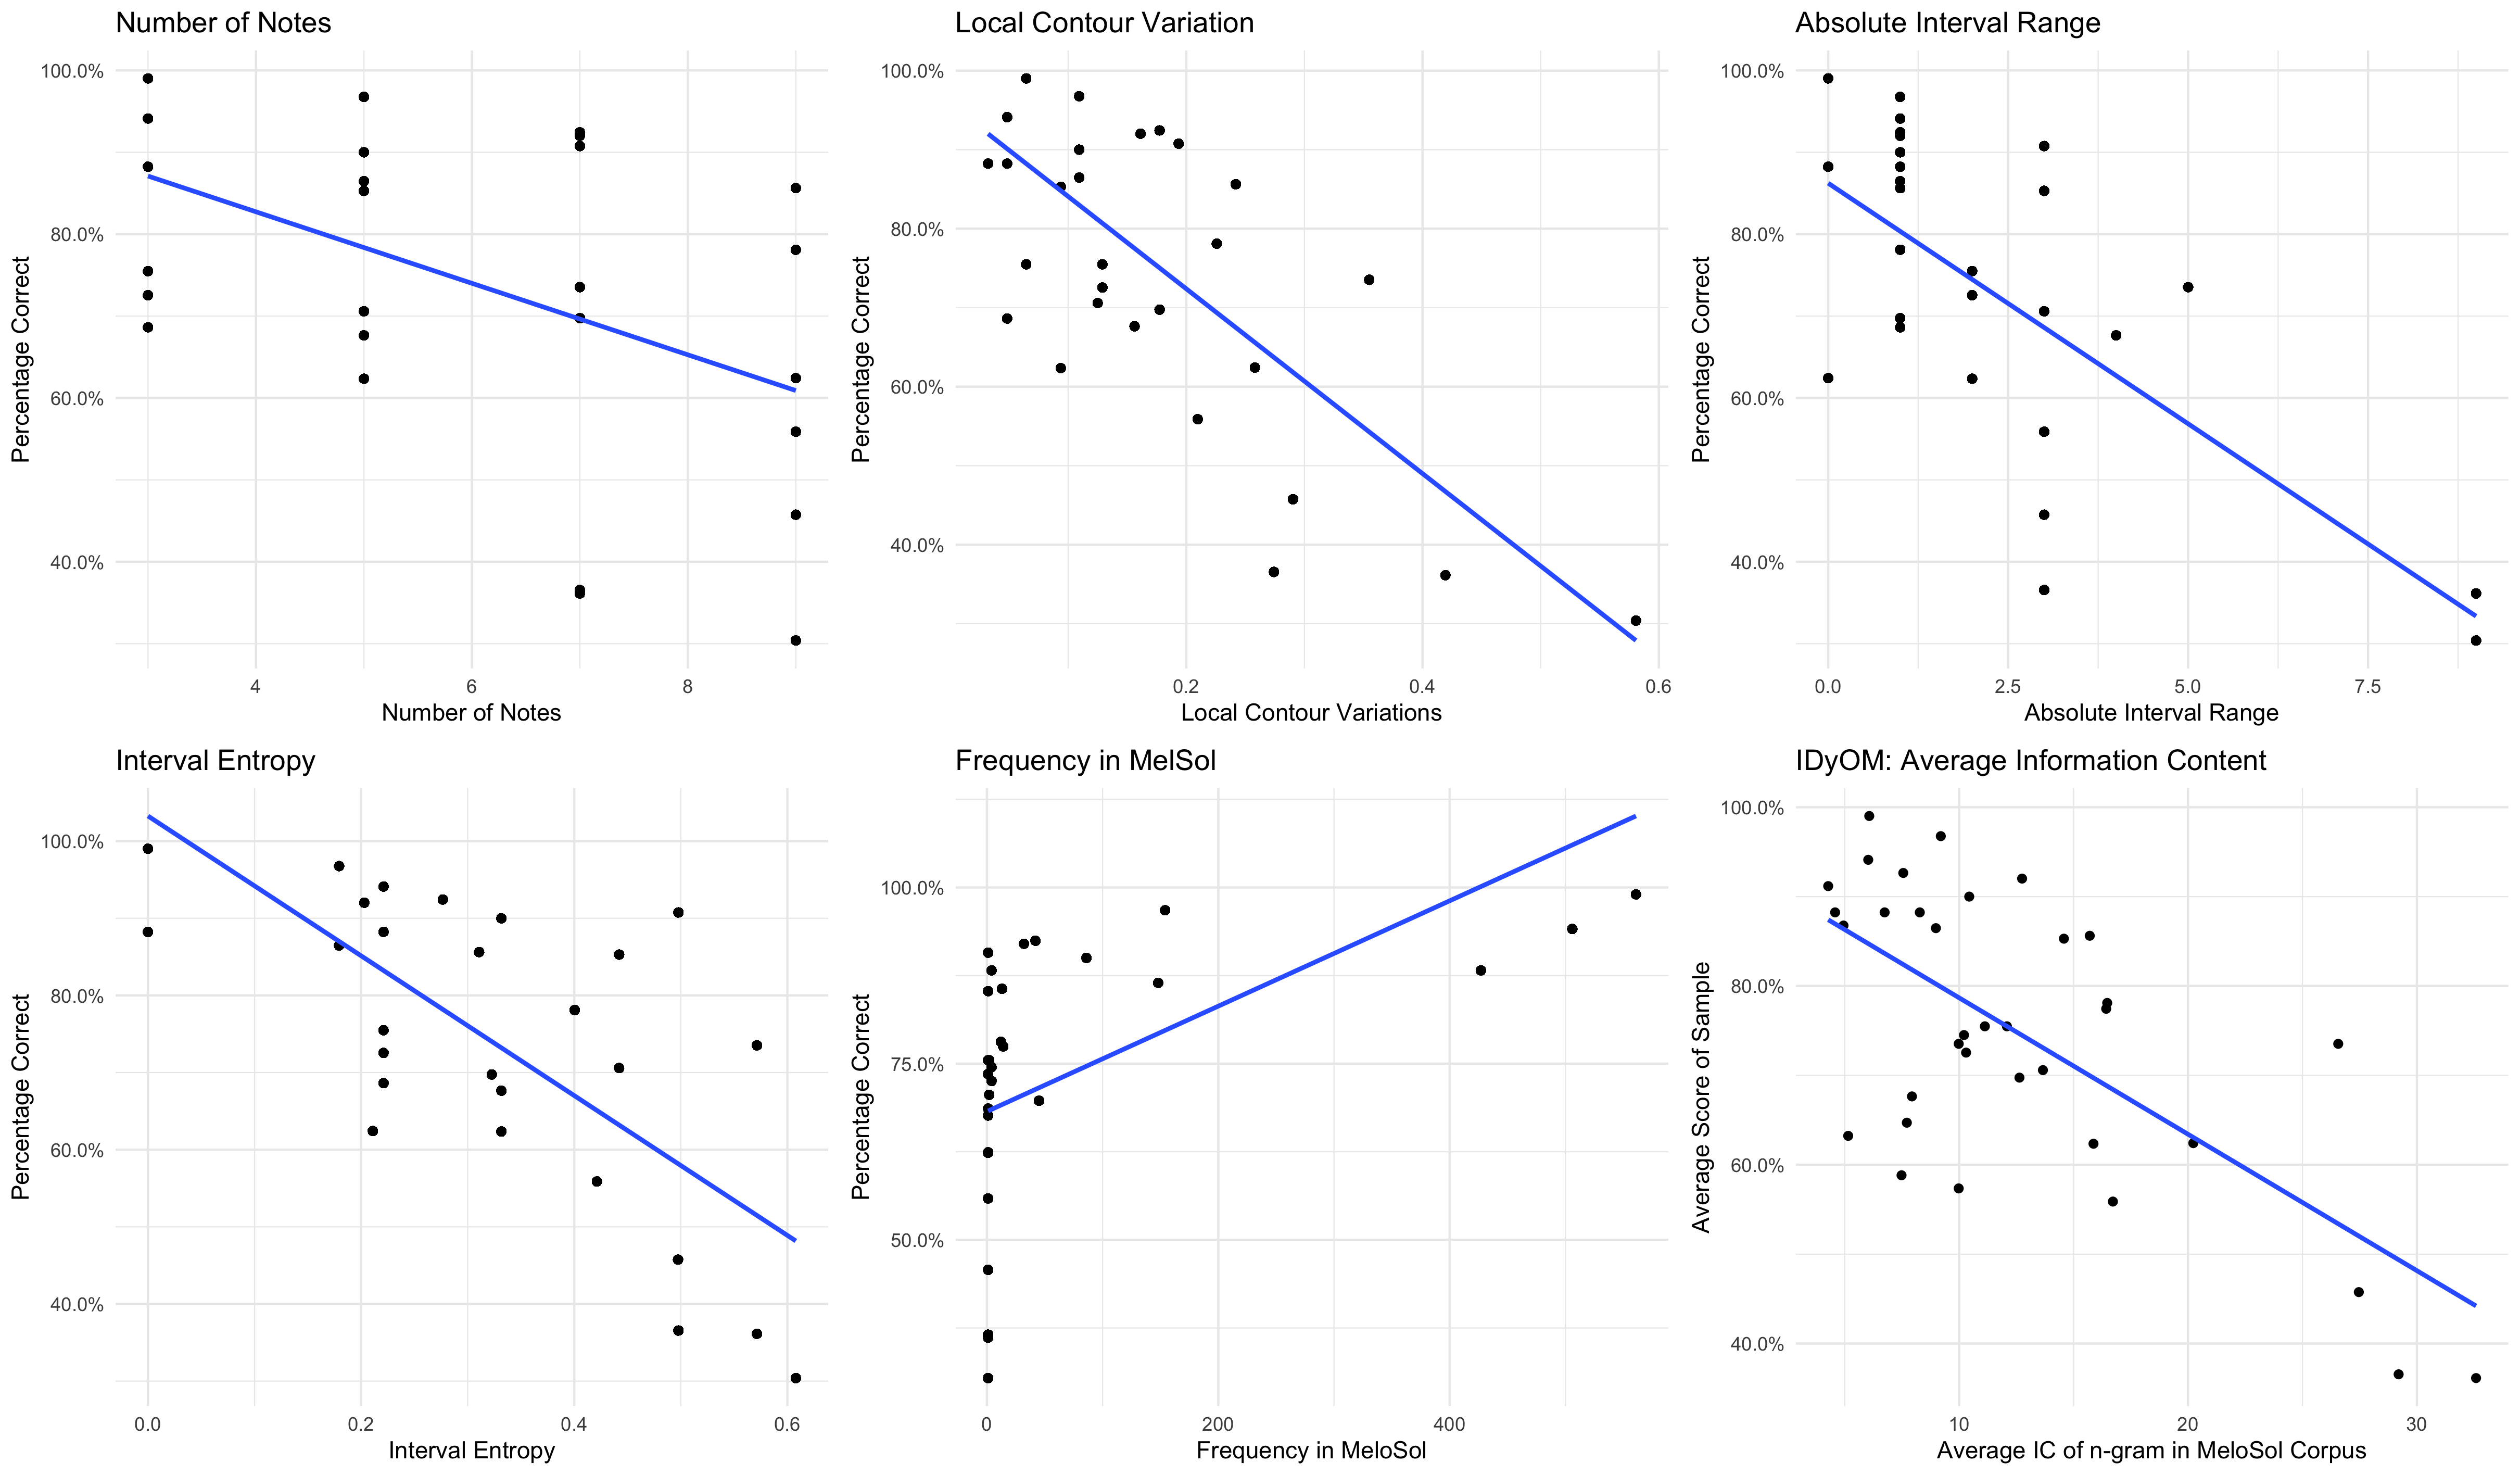 Number of Notes
Percentage Correct
100.0%
80.0%
60.0%
40.0%
4 6 8
Number of Notes
Local Contour Variation
Percentage Correct
100.0%
80.0%
60.0%
40.0%
0.2 0.4 0.6
Local Contour Variations
Absolute Interval Range
Percentage Correct
100.0%
80.0%
60.0%
40.0%
0.0 2.5 5.0 7.5
Absolute Interval Range
Interval Entropy
Percentage Correct
100.0%
80.0%
60.0%
40.0%
0.0 0.2 0.4 0.6
Interval Entropy
Frequency in MelSol
Percentage Correct
100.0%
75.0%
50.0%
0 200 400
Frequency in MeloSol
IDyOM: Average Information Content
Average Score of Sample
100.0%
80.0%
60.0%
40.0%
10 20 30
Average IC of n-gram in MeloSol Corpus